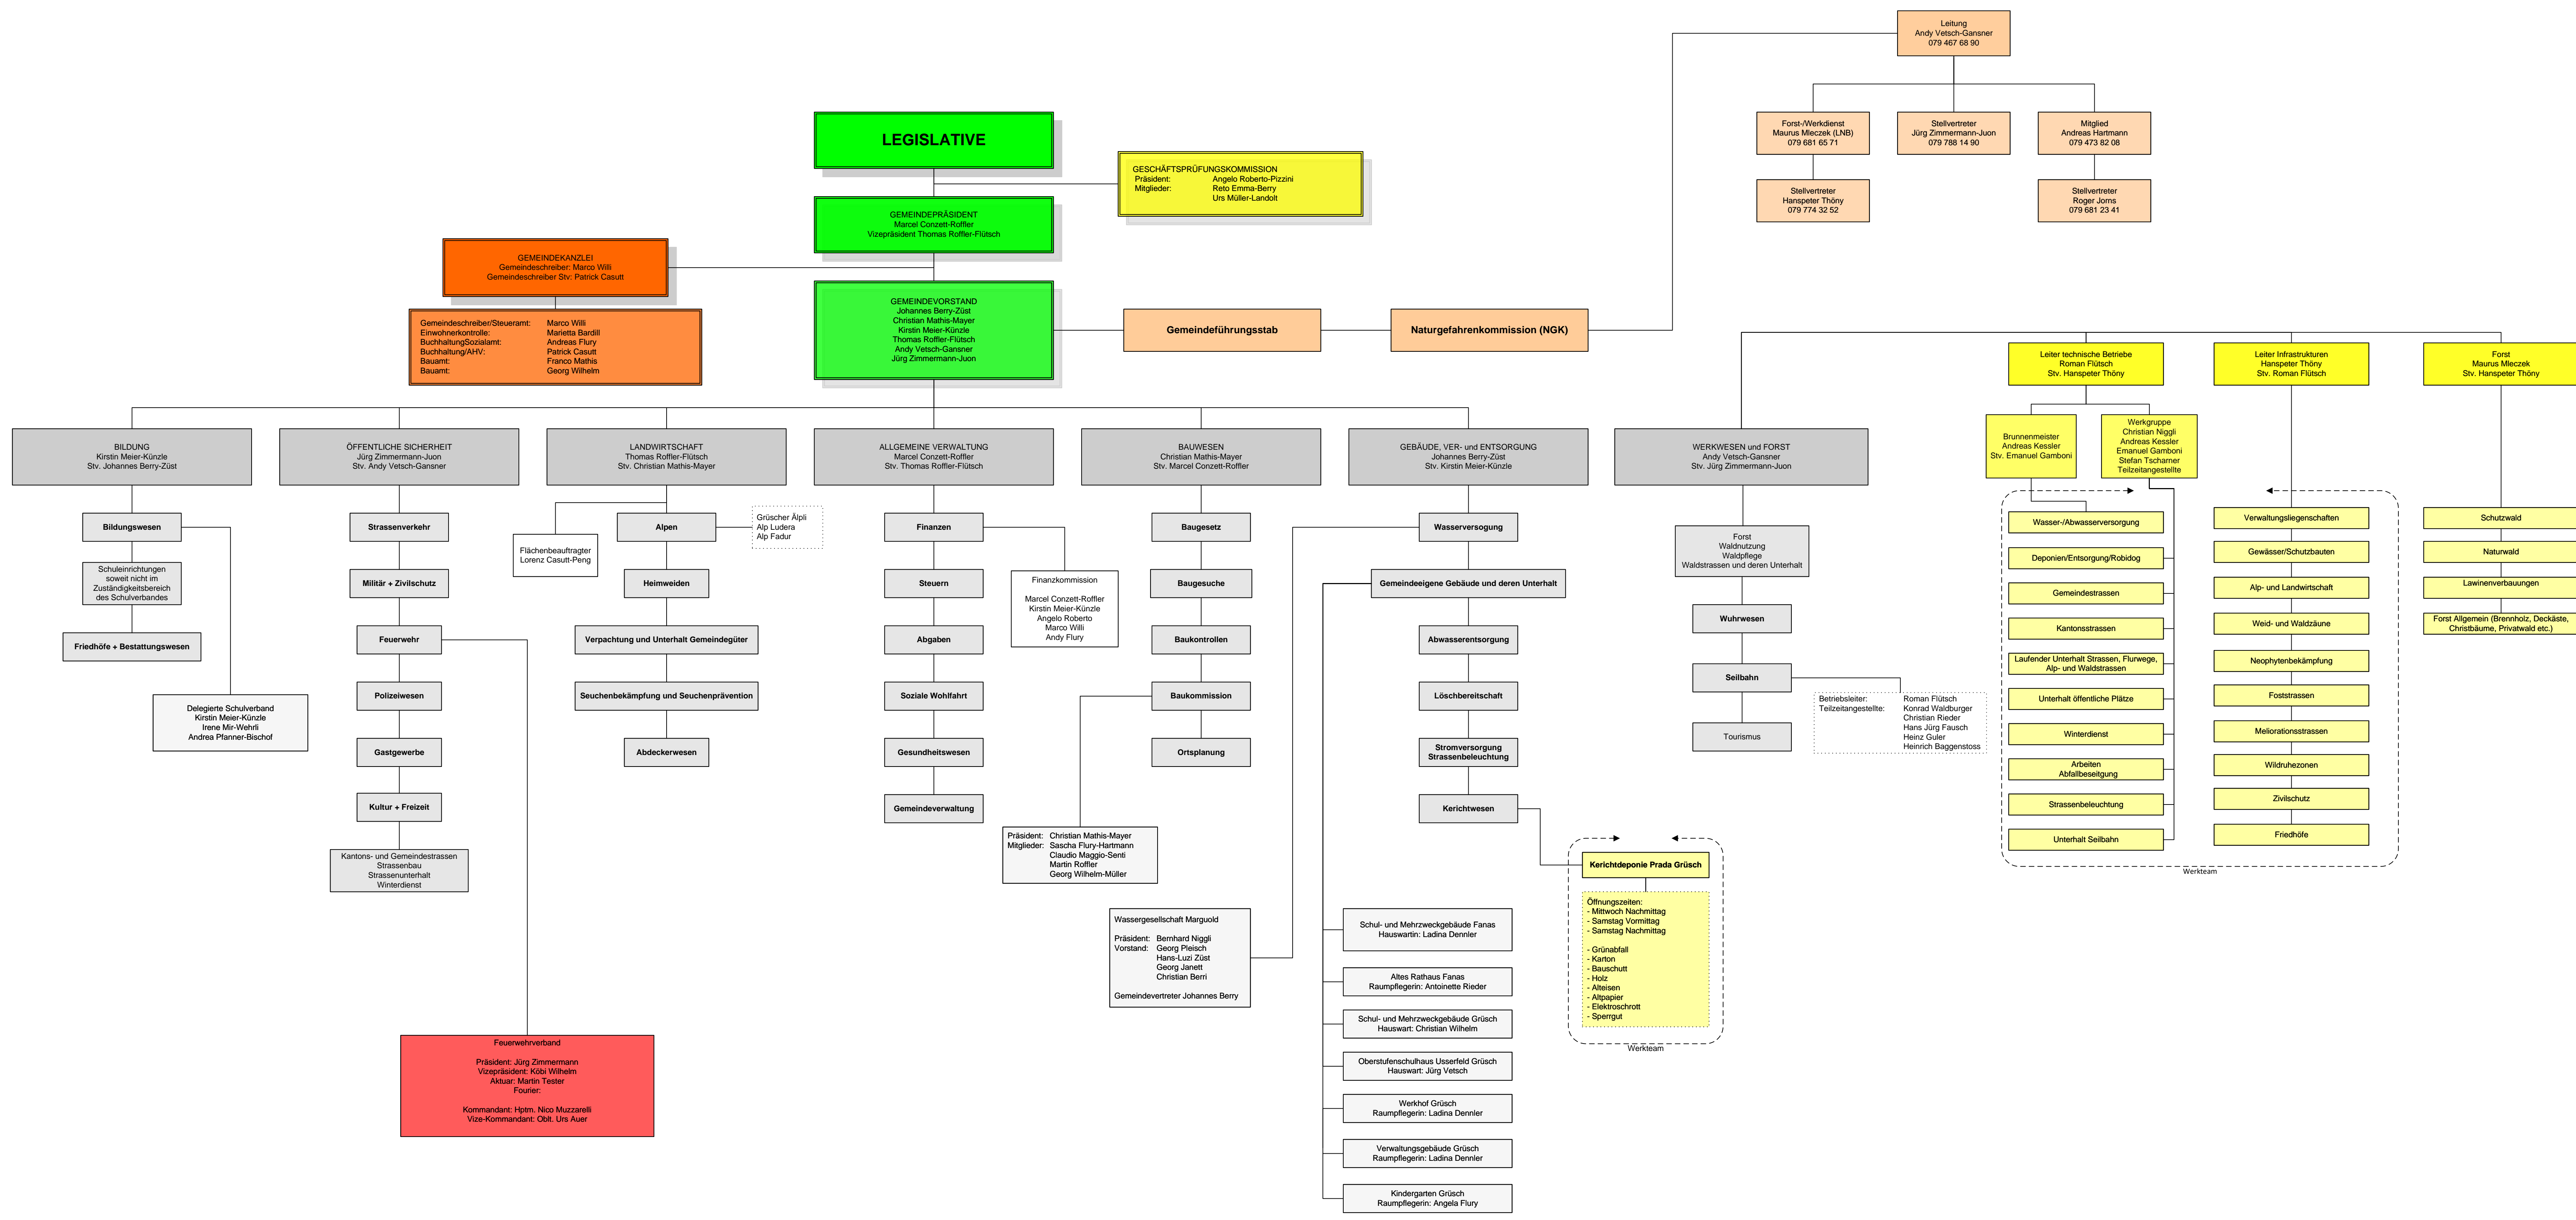 Leitung
Andy Vetsch-Gansner
079 467 68 90
Forst-/Werkdienst
Maurus Mleczek (LNB)
079 681 65 71
Stellvertreter
Jürg Zimmermann-Juon
079 788 14 90
Mitglied
Andreas Hartmann
079 473 82 08
Stellvertreter
Hanspeter Thöny
079 774 32 52
Stellvertreter
Roger Joms
079 681 23 41
LEGISLATIVE
GESCHÄFTSPRÜFUNGSKOMMISSION
Präsident: Angelo Roberto-Pizzini
Mitglieder: Reto Emma-Berry
Urs Müller-Landolt
GEMEINDEPRÄSIDENT
Marcel Conzett-Roffler
Vizepräsident Thomas Roffler-Flütsch
GEMEINDEKANZLEI
Gemeindeschreiber: Marco Willi
Gemeindeschreiber Stv: Patrick Casutt
Gemeindeschreiber/Steueramt: Marco Willi
Einwohnerkontrolle: Marietta Bardill
BuchhaltungSozialamt: Andreas Flury
Buchhaltung/AHV: Patrick Casutt
Bauamt: Franco Mathis
Bauamt: Georg Wilhelm
GEMEINDEVORSTAND
Johannes Berry-Züst
Christian Mathis-Mayer
Kirstin Meier-Künzle
Thomas Roffler-Flütsch
Andy Vetsch-Gansner
Jürg Zimmermann-Juon
Gemeindeführungsstab
Naturgefahrenkommission (NGK)
BILDUNG
Kirstin Meier-Künzle
Stv. Johannes Berry-Züst
Bildungswesen
Schuleinrichtungen
soweit nicht im
Zuständigkeitsbereich
des Schulverbandes
Friedhöfe + Bestattungswesen
Delegierte Schulverband
Kirstin Meier-Künzle
Irene Mir-Wehrli
Andrea Pfanner-Bischof
ÖFFENTLICHE SICHERHEIT
Jürg Zimmermann-Juon
Stv. Andy Vetsch-Gansner
Strassenverkehr
Militär + Zivilschutz
Feuerwehr
Polizeiwesen
Gastgewerbe
Kultur + Freizeit
Kantons- und Gemeindestrassen
Strassenbau
Strassenunterhalt
Winterdienst
Feuerwehrverband
Präsident: Jürg Zimmermann
Vizepräsident: Köbi Wilhelm
Aktuar: Martin Tester
Fourier:
Kommandant: Hptm. Nico Muzzarelli
Vize-Kommandant: Oblt. Urs Auer
LANDWIRTSCHAFT
Thomas Roffler-Flütsch
Stv. Christian Mathis-Mayer
Flächenbeauftragter
Lorenz Casutt-Peng
Alpen
Grüscher Älpli
Alp Ludera
Alp Fadur
Heimweiden
Verpachtung und Unterhalt Gemeindegüter
Seuchenbekämpfung und Seuchenprävention
Abdeckerwesen
ALLGEMEINE VERWALTUNG
Marcel Conzett-Roffler
Stv. Thomas Roffler-Flütsch
Finanzen
Steuern
Abgaben
Soziale Wohlfahrt
Gesundheitswesen
Gemeindeverwaltung
Finanzkommission
Marcel Conzett-Roffler
Kirstin Meier-Künzle
Angelo Roberto
Marco Willi
Andy Flury
BAUWESEN
Christian Mathis-Mayer
Stv. Marcel Conzett-Roffler
Baugesetz
Baugesuche
Baukontrollen
Baukommission
Ortsplanung
Präsident: Christian Mathis-Mayer
Mitglieder: Sascha Flury-Hartmann
Claudio Maggio-Senti
Martin Roffler
Georg Wilhelm-Müller
GEBÄUDE, VER- und ENTSORGUNG
Johannes Berry-Züst
Stv. Kirstin Meier-Künzle
Wasserversogung
Gemeindeeigene Gebäude und deren Unterhalt
Abwasserentsorgung
Löschbereitschaft
Stromversorgung
Strassenbeleuchtung
Kerichtwesen
Wassergesellschaft Marguold
Präsident: Bernhard Niggli
Vorstand: Georg Pleisch
Hans-Luzi Züst
Georg Janett
Christian Berri
Gemeindevertreter Johannes Berry
Schul- und Mehrzweckgebäude Fanas
Hauswartin: Ladina Dennler
Altes Rathaus Fanas
Raumpflegerin: Antoinette Rieder
Schul- und Mehrzweckgebäude Grüsch
Hauswart: Christian Wilhelm
Oberstufenschulhaus Usserfeld Grüsch
Hauswart: Jürg Vetsch
Werkhof Grüsch
Raumpflegerin: Ladina Dennler
Verwaltungsgebäude Grüsch
Raumpflegerin: Ladina Dennler
Kindergarten Grüsch
Raumpflegerin: Angela Flury
Kerichtdeponie Prada Grüsch
Öffnungszeiten:
- Mittwoch Nachmittag
- Samstag Vormittag
- Samstag Nachmittag
- Grünabfall
- Karton
- Bauschutt
- Holz
- Alteisen
- Altpapier
- Elektroschrott
- Sperrgut
Werkteam
WERKWESEN und FORST
Andy Vetsch-Gansner
Stv. Jürg Zimmermann-Juon
Forst
Waldnutzung
Waldpflege
Waldstrassen und deren Unterhalt
Wuhrwesen
Seilbahn
Tourismus
Betriebsleiter: Roman Flütsch
Teilzeitangestellte: Konrad Waldburger
Christian Rieder
Hans Jürg Fausch
Heinz Guler
Heinrich Baggenstoss
Leiter technische Betriebe
Roman Flütsch
Stv. Hanspeter Thöny
Brunnenmeister
Andreas Kessler
Stv. Emanuel Gamboni
Werkgruppe
Christian Niggli
Andreas Kessler
Emanuel Gamboni
Stefan Tscharner
Teilzeitangestellte
Wasser-/Abwasserversorgung
Deponien/Entsorgung/Robidog
Gemeindestrassen
Kantonsstrassen
Laufender Unterhalt Strassen, Flurwege,
Alp- und Waldstrassen
Unterhalt öffentliche Plätze
Winterdienst
Arbeiten
Abfallbeseitgung
Strassenbeleuchtung
Unterhalt Seilbahn
Leiter Infrastrukturen
Hanspeter Thöny
Stv. Roman Flütsch
Verwaltungsliegenschaften
Gewässer/Schutzbauten
Alp- und Landwirtschaft
Weid- und Waldzäune
Neophytenbekämpfung
Foststrassen
Meliorationsstrassen
Wildruhezonen
Zivilschutz
Friedhöfe
Werkteam
Forst
Maurus Mleczek
Stv. Hanspeter Thöny
Schutzwald
Naturwald
Lawinenverbauungen
Forst Allgemein (Brennholz, Deckäste,
Christbäume, Privatwald etc.)